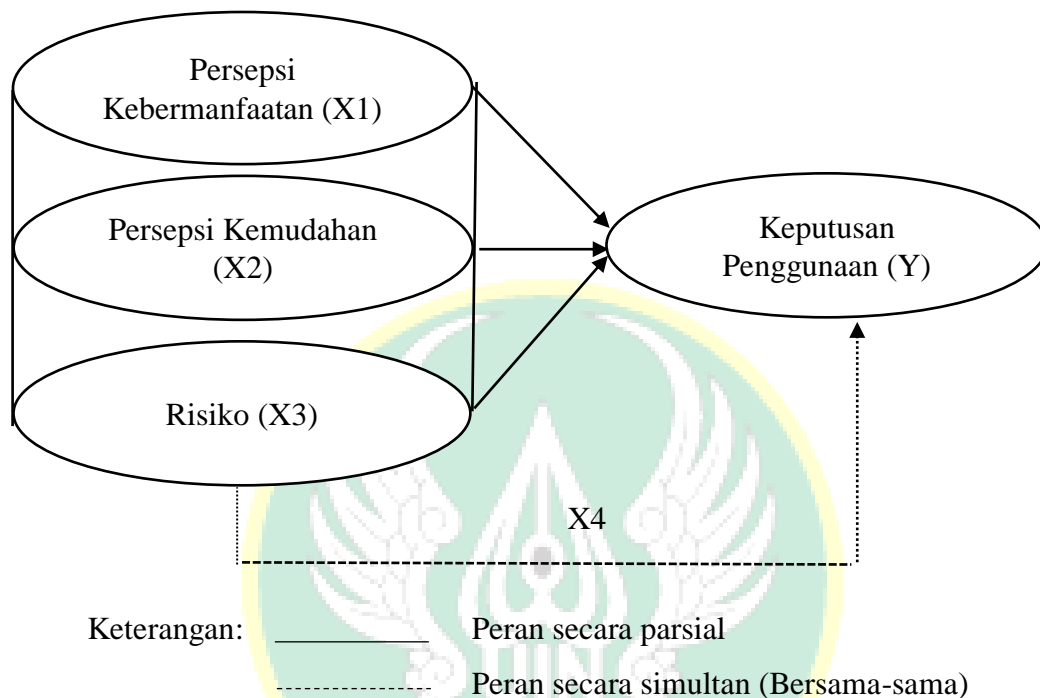 Persepsi
Kebermanfaatan (X1)
Persepsi Kemudahan
(X2)
Risiko (X3)
Keputusan
Penggunaan (Y)
X4
Keterangan:
Peran secara parsial
Peran secara simultan (Bersama-sama)
UIN